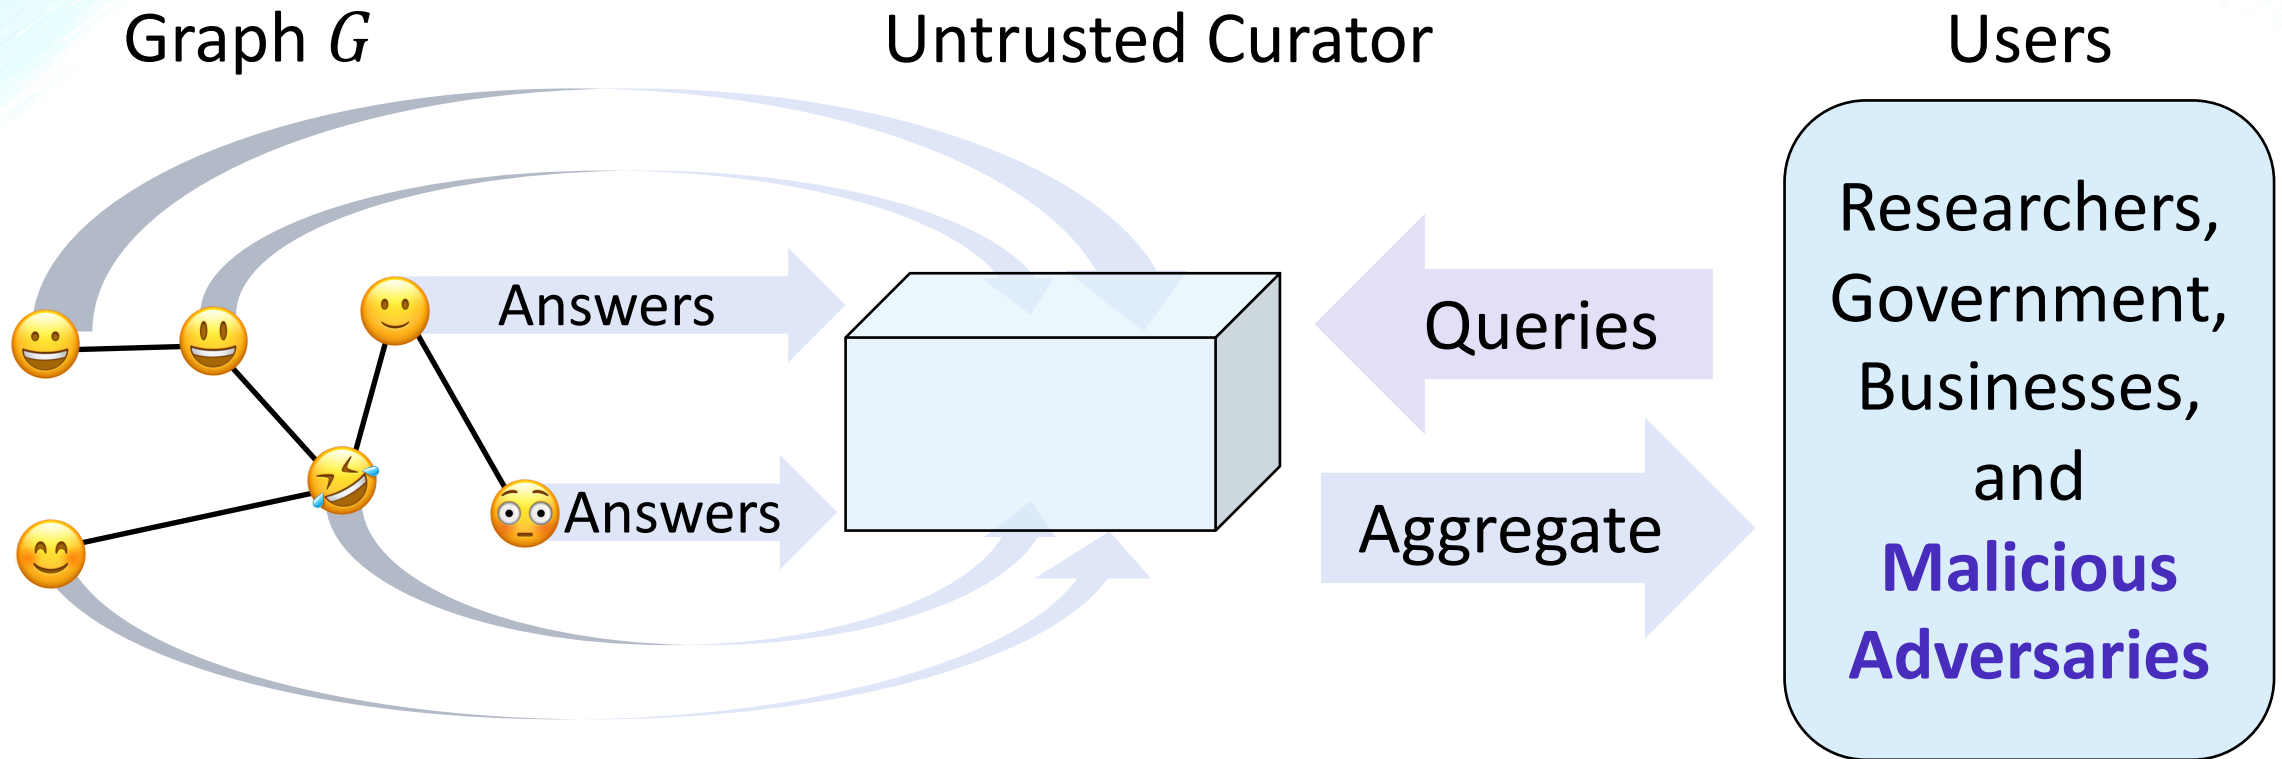 Graph G
Untrusted Curator
Users
Answers
Answers
Queries
Aggregate
Researchers,
Government,
Businesses,
and
Malicious
Adversaries